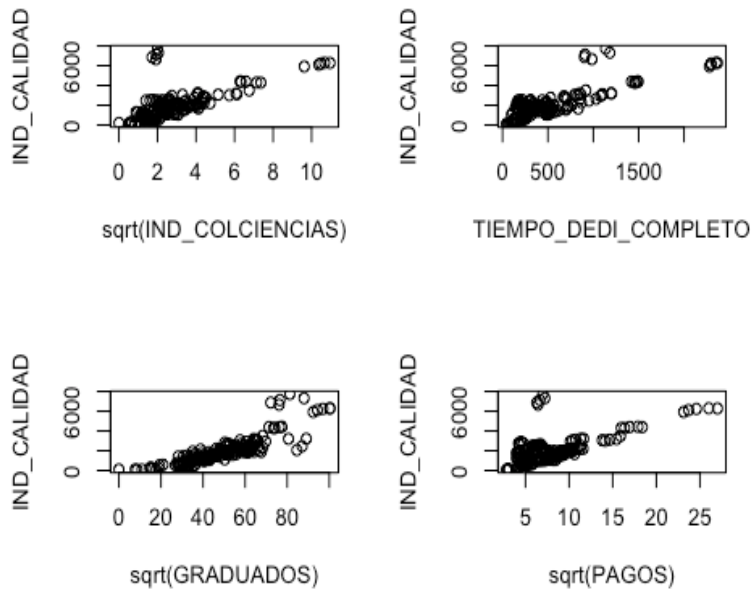 IND_CALIDAD
0 6000
0 2 4 6 8 10
sqrt(IND_COLCIENCIAS)
IND_CALIDAD
0 6000
0 500 1500
TIEMPO_DEDI_COMPLETO
IND_CALIDAD
0 6000
0 20 40 60 80
sqrt(GRADUADOS)
IND_CALIDAD
0 6000
5 10 15 20 25
sqrt(PAGOS)